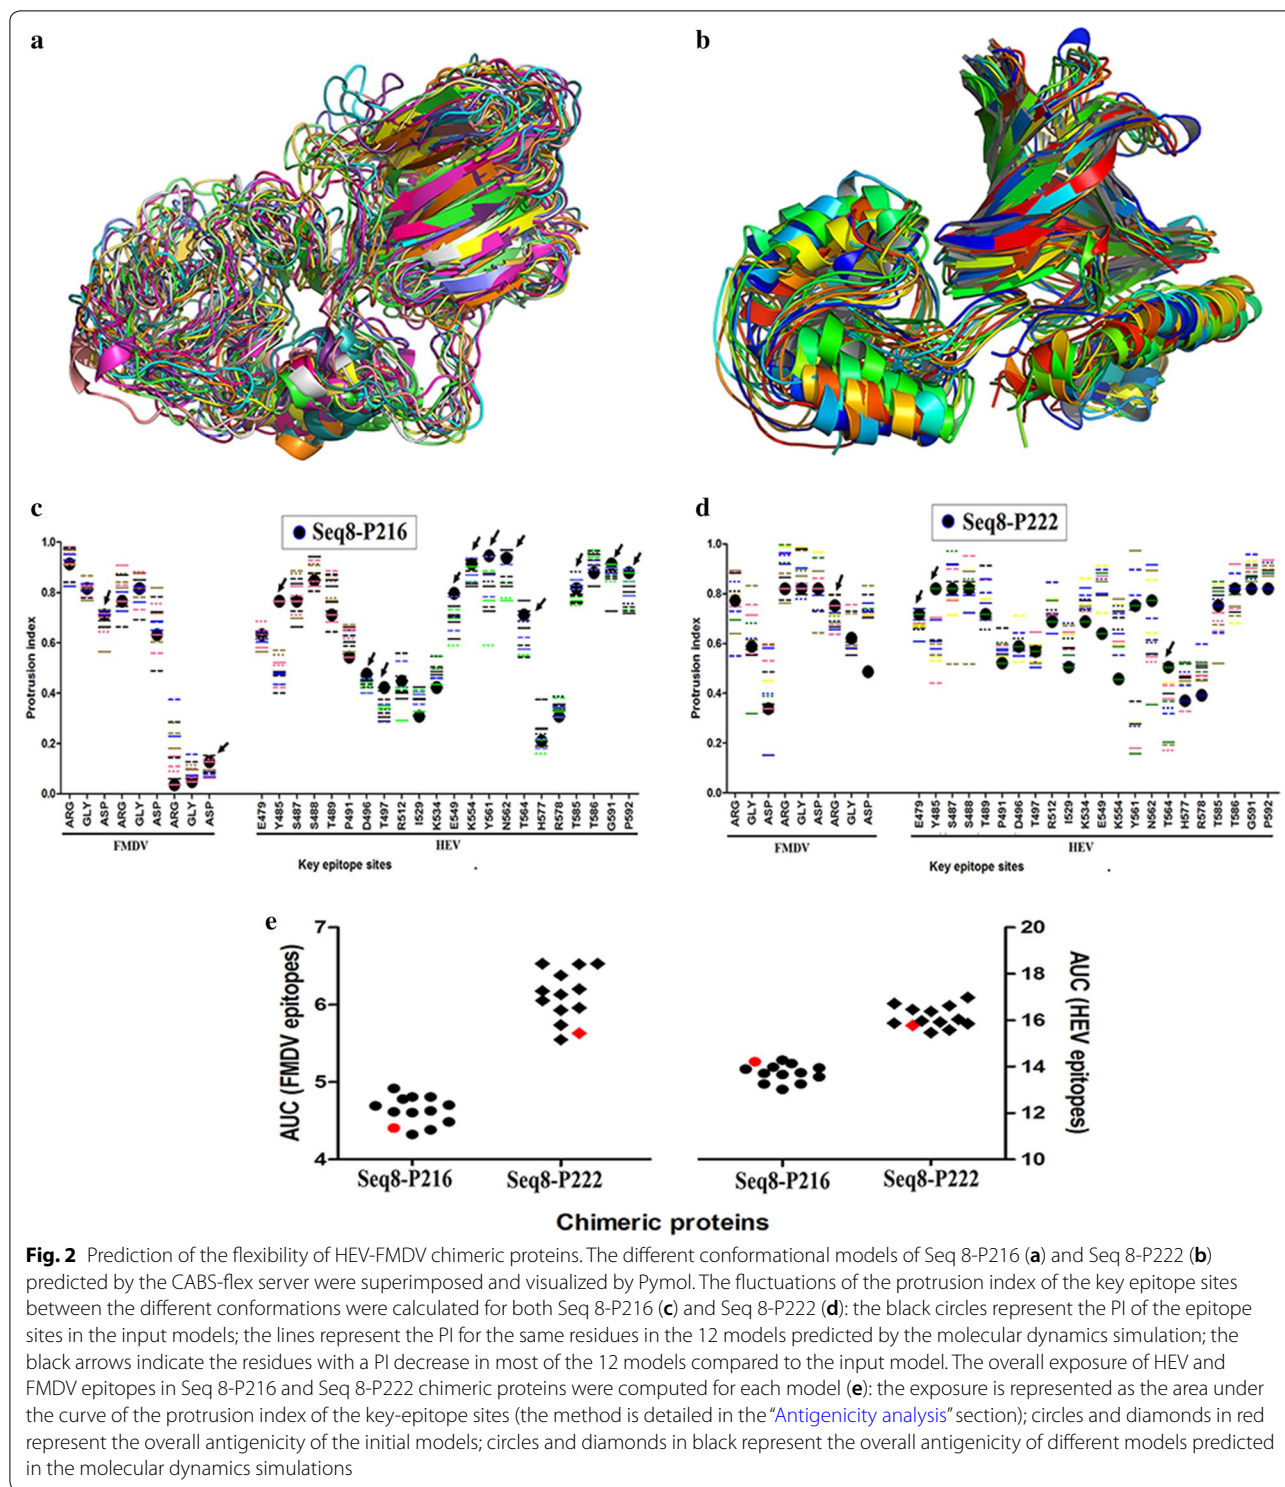 a
b
c
Seq8-P216
Protrusion index
1.0
0.8
0.6
0.4
0.2
0.0
ARG
GLY
ASP
ARG
GLY
ASP
ARG
GLY
ASP
E479
Y485
S487
S488
T489
P491
D496
T497
R512
I529
K534
E549
K554
Y561
N562
T564
H577
R578
T585
T586
G591
P592
FMDV
HEV
Key epitope sites
d
Seq8-P222
Protrusion index
1.0
0.8
0.6
0.4
0.2
0.0
ARG
GLY
ASP
ARG
GLY
ASP
ARG
GLY
ASP
E479
Y485
S487
S488
T489
P491
D496
T497
R512
I529
K534
E549
K554
Y561
N562
T564
H577
R578
T585
T586
G591
P592
FMDV
HEV
Key epitope sites
e
AUC (FMDV epitopes)
7
6
5
4
Seq8-P216
Seq8-P222
Seq8-P216
Seq8-P222
20
18
16
14
12
10
AUC (HEV epitopes)
Chimeric proteins
Fig. 2 Prediction of the flexibility of HEV-FMDV chimeric proteins. The different conformational models of Seq 8-P216 (a) and Seq 8-P222 (b)
predicted by the CABS-flex server were superimposed and visualized by Pymol. The fluctuations of the protrusion index of the key epitope sites
between the different conformations were calculated for both Seq 8-P216 (c) and Seq 8-P222 (d): the black circles represent the PI of the epitope
sites in the input models; the lines represent the PI for the same residues in the 12 models predicted by the molecular dynamics simulation; the
black arrows indicate the residues with a PI decrease in most of the 12 models compared to the input model. The overall exposure of HEV and
FMDV epitopes in Seq 8-P216 and Seq 8-P222 chimeric proteins were computed for each model (e): the exposure is represented as the area under
the curve of the protrusion index of the key-epitope sites (the method is detailed in the “Antigenicity analysis” section); circles and diamonds in red
represent the overall antigenicity of the initial models; circles and diamonds in black represent the overall antigenicity of different models predicted
in the molecular dynamics simulations